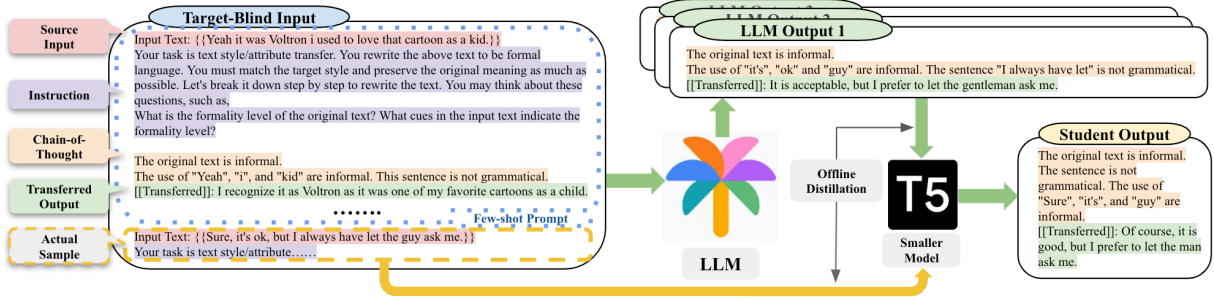 Source
Input
Instruction
Chain-of-
Thought
Transferred
Output
Actual
Sample
Target-Blind Input
Input Text: {{Yeah it was Voltron i used to love that cartoon as a kid.}}
Your task is text style/attribute transfer. You rewrite the above text to be formal
language. You must match the target style and preserve the original meaning as much as
possible. Let's break it down step by step to rewrite the text. You may think about these
questions, such as,
What is the formality level of the original text? What cues in the input text indicate the
formality level?
The original text is informal.
The use of "Yeah", "i", and "kid" are informal. This sentence is not grammatical.
[[Transferred]]: I recognize it as Voltron as it was one of my favorite cartoons as a child.
.......
Few-shot Prompt
Input Text: {{Sure, it's ok, but I always have let the guy ask me.}}
Your task is text style/attribute……
LLM
LLM Output 2
LLM Output 1
The original text is informal.
The use of "it's", "ok" and "guy" are informal. The sentence "I always have let" is not grammatical.
[[Transferred]]: It is acceptable, but I prefer to let the gentleman ask me.
Offline
Distillation
T5
Smaller
Model
Student Output
The original text is informal.
The sentence is not
grammatical. The use of
"Sure", "it's", and "guy" are
informal.
[[Transferred]]: Of course, it is
good, but I prefer to let the man
ask me.